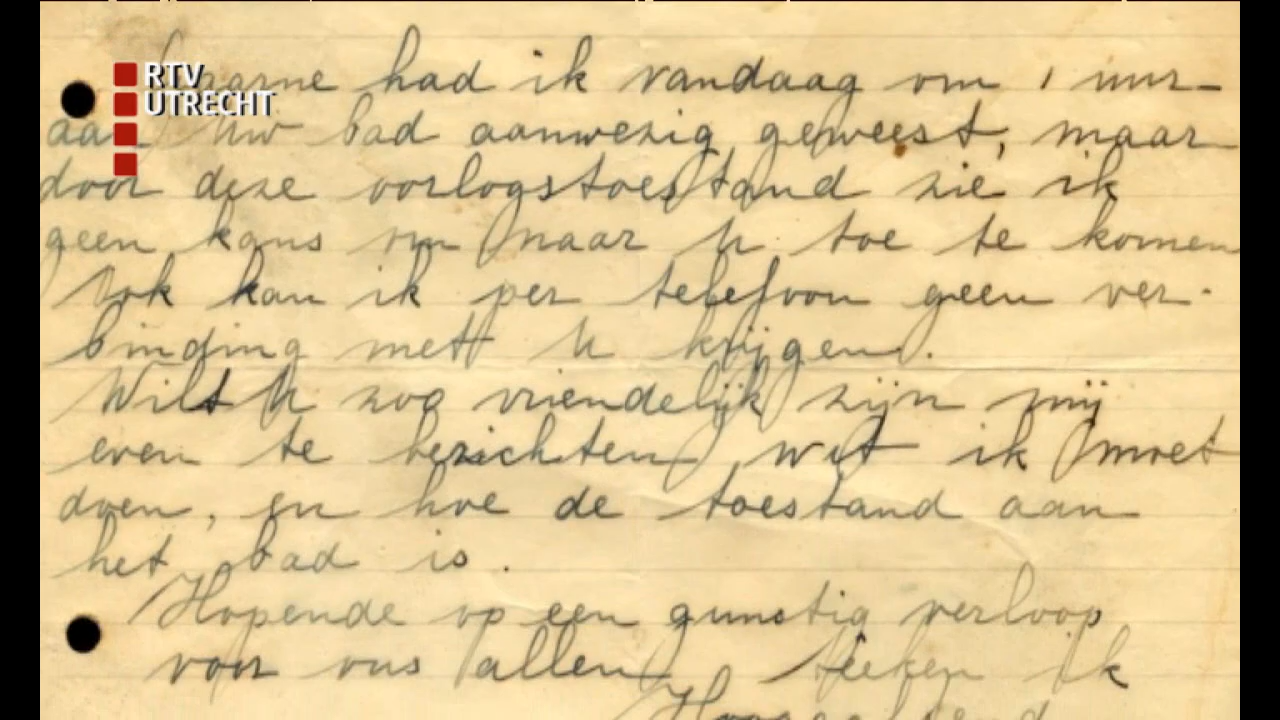 RTV
UTRECHT
Gaarne had ik vandaag om 1 uur
aan Uw bad aanwezig geweest, maar
door deze oorlogstoestand zie ik
geen kans om naar U toe te komen
Ook kan ik per telefoon geen ver-
binding mett U krijgen.
Wilt U zoo vriendelijk zijn mij
even te berichten, wat ik moet
doen, en hoe de toestand aan
het bad is.
Hopende op een gunstig verloop
voor ons allen teeken ik
Hoogachtend